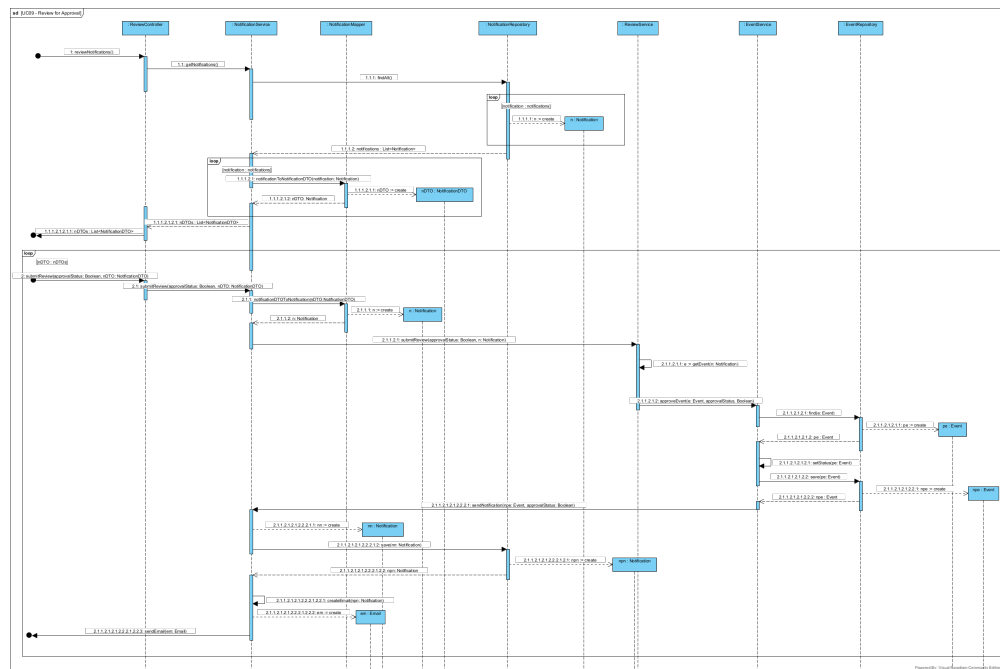 sd [UC09 - Review for Approval]
: ReviewController
: NotificationService
: NotificationMapper
: NotificationRepository
: ReviewService
: EventService
: EventRepository
1: reviewNotifications()
1.1: getNotifications()
1.1.1: findAll()
loop
[notification : notifications]
1.1.1.1: n := create
n : Notification
1.1.1.2: notifications : List<Notification>
loop
[notification : notifications]
1.1.1.2.1: notificationToNotificationDTO(notification: Notification)
1.1.1.2.1.1: nDTO := create
nDTO : NotificationDTO
1.1.1.2.1.2: nDTO: Notification
1.1.1.2.1.2.1: nDTOs : List<NotificationDTO>
1.1.1.2.1.2.1.1: nDTOs : List<NotificationDTO>
loop
[nDTO : nDTOs]
2: submitReview(approvalStatus: Boolean, nDTO: NotificationDTO)
2.1: submitReview(approvalStatus: Boolean, nDTO: NotificationDTO)
2.1.1: notificationDTOToNotification(nDTO:NotificationDTO)
2.1.1.1: n := create
n : Notification
2.1.1.2: n: Notification
2.1.1.2.1: submitReview(approvalStatus: Boolean, n: Notification)
2.1.1.2.1.1: e := getEvent(n: Notification)
2.1.1.2.1.2: approveEvent(e: Event, approvalStatus, Boolean)
2.1.1.2.1.2.1: find(e: Event)
2.1.1.2.1.2.1.1: pe := create
pe : Event
2.1.1.2.1.2.1.2: pe : Event
2.1.1.2.1.2.1.2.1: setStatus(pe: Event)
2.1.1.2.1.2.1.2.2: save(pe: Event)
2.1.1.2.1.2.1.2.2.1: npe := create
npe : Event
2.1.1.2.1.2.1.2.2.2: npe : Event
2.1.1.2.1.2.1.2.2.2.1: sendNotification(npe: Event, approvalStatus: Boolean)
2.1.1.2.1.2.1.2.2.2.1.1: nn := create
nn : Notification
2.1.1.2.1.2.1.2.2.2.1.2: save(nn: Notification)
2.1.1.2.1.2.1.2.2.2.1.2.1: npn := create
npn : Notification
2.1.1.2.1.2.1.2.2.2.1.2.2: npn: Notification
2.1.1.2.1.2.1.2.2.2.1.2.2.1: createEmail(npn: Notification)
2.1.1.2.1.2.1.2.2.2.1.2.2.2: em := create
em : Email
2.1.1.2.1.2.1.2.2.2.1.2.2.3: sendEmail(em: Email)